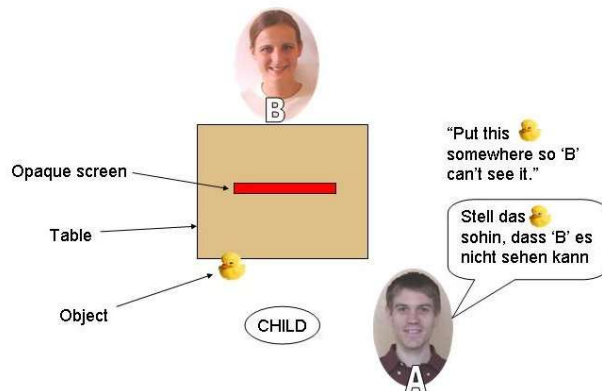 B
Opaque screen
Table
Object
CHILD
"Put this
somewhere so 'B'
can't see it."
Stell das
sohin, dass 'B' es
nicht sehen kann
A